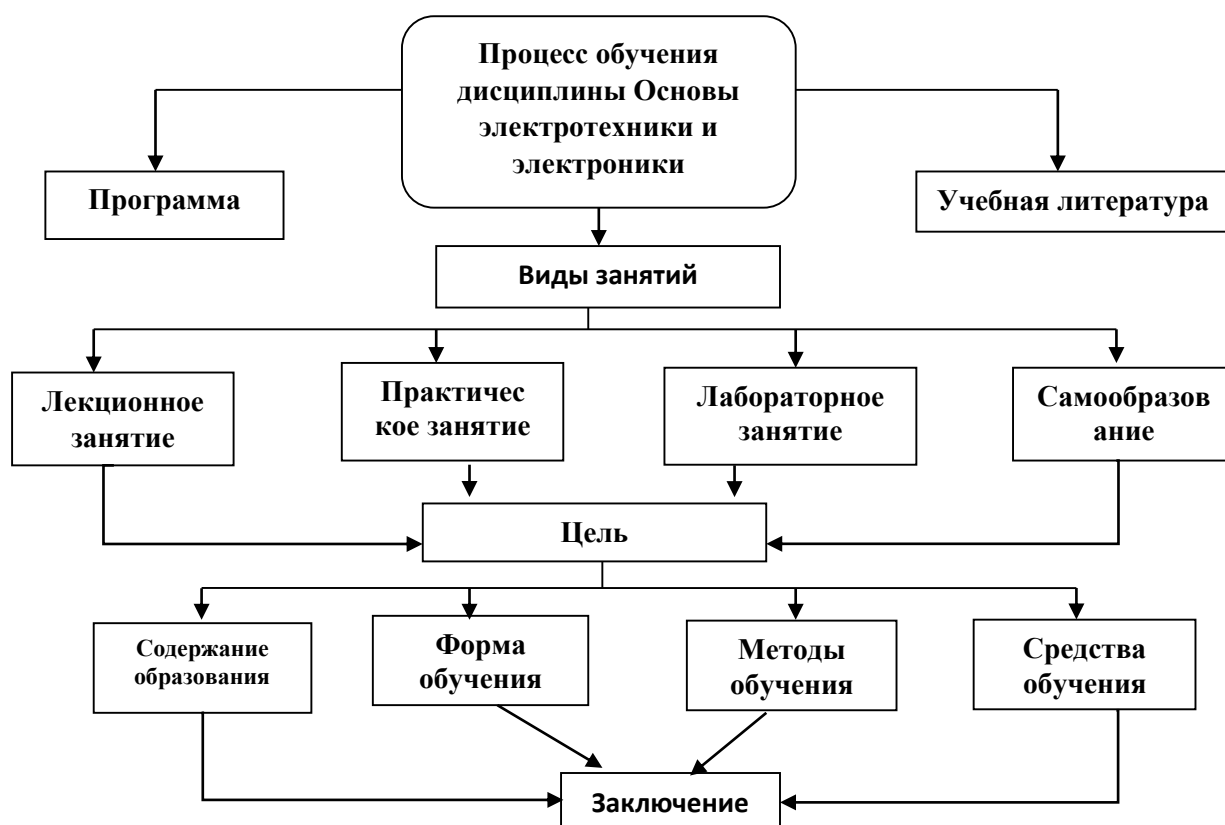 Процесс обучения
дисциплины Основы
электротехники и
электроники
Программа
Учебная литература
Виды занятий
Лекционное
занятие
Практичес
кое занятие
Лабораторное
занятие
Самообразов
ание
Цель
Содержание
образования
Форма
обучения
Методы
обучения
Средства
обучения
Заключение